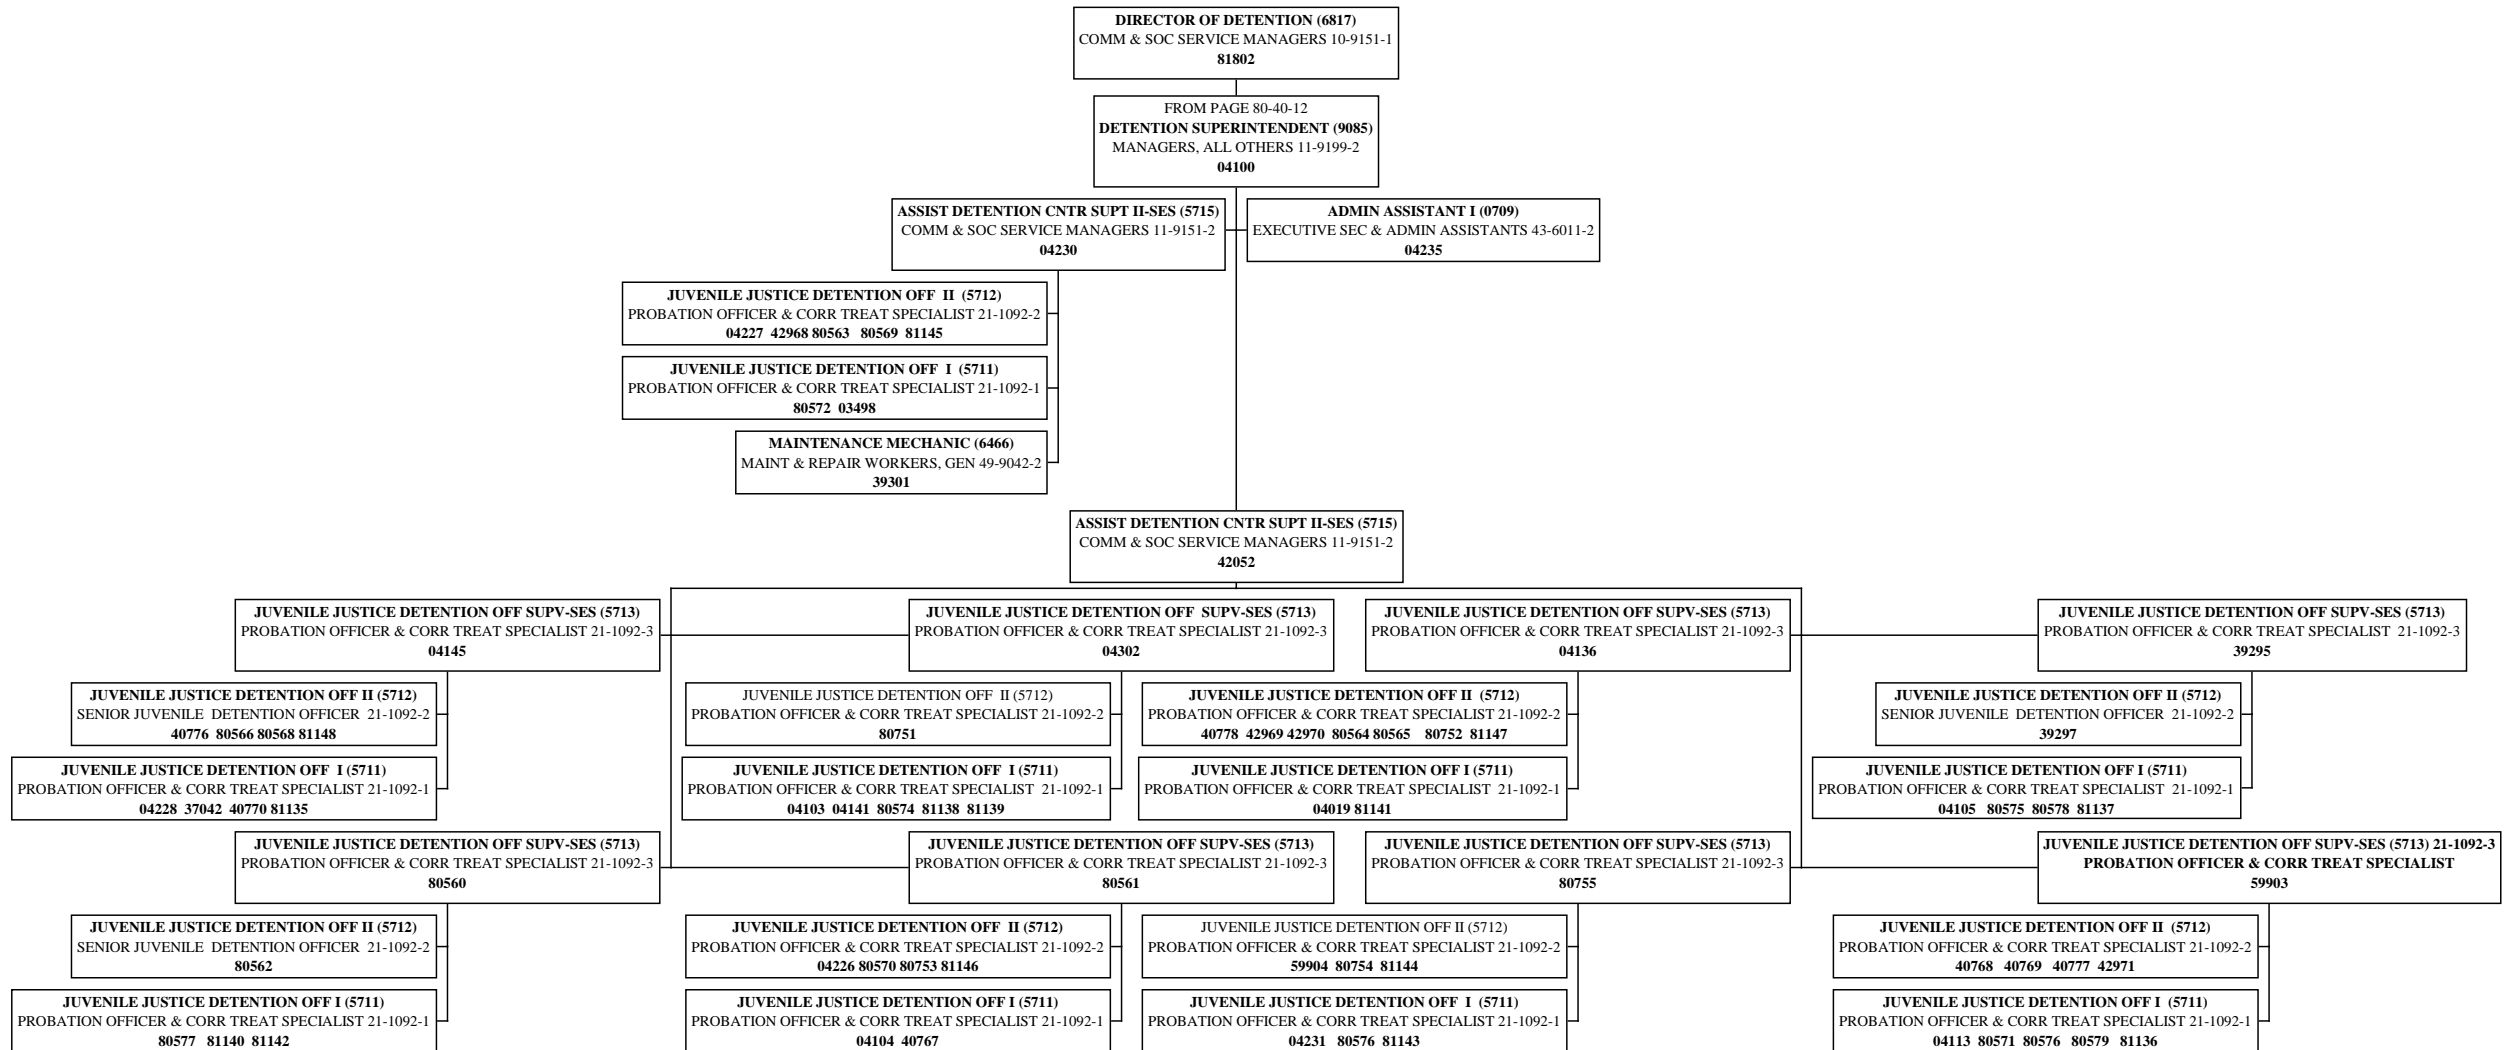 DIRECTOR OF DETENTION (6817)
COMM & SOC SERVICE MANAGERS 10-9151-1
81802
FROM PAGE 80-40-12
DETENTION SUPERINTENDENT (9085)
MANAGERS, ALL OTHERS 11-9199-2
04100
ASSIST DETENTION CNTR SUPT II-SES (5715)
COMM & SOC SERVICE MANAGERS 11-9151-2
04230
ADMIN ASSISTANT I (0709)
EXECUTIVE SEC & ADMIN ASSISTANTS 43-6011-2
04235
JUVENILE JUSTICE DETENTION OFF II (5712)
PROBATION OFFICER & CORR TREAT SPECIALIST 21-1092-2
04227 42968 80563 80569 81145
JUVENILE JUSTICE DETENTION OFF I (5711)
PROBATION OFFICER & CORR TREAT SPECIALIST 21-1092-1
80572 03498
MAINTENANCE MECHANIC (6466)
MAINT & REPAIR WORKERS, GEN 49-9042-2
39301
ASSIST DETENTION CNTR SUPT II-SES (5715)
COMM & SOC SERVICE MANAGERS 11-9151-2
42052
JUVENILE JUSTICE DETENTION OFF SUPV-SES (5713)
PROBATION OFFICER & CORR TREAT SPECIALIST 21-1092-3
04145
JUVENILE JUSTICE DETENTION OFF SUPV-SES (5713)
PROBATION OFFICER & CORR TREAT SPECIALIST 21-1092-3
04302
JUVENILE JUSTICE DETENTION OFF SUPV-SES (5713)
PROBATION OFFICER & CORR TREAT SPECIALIST 21-1092-3
04136
JUVENILE JUSTICE DETENTION OFF SUPV-SES (5713)
PROBATION OFFICER & CORR TREAT SPECIALIST 21-1092-3
39295
JUVENILE JUSTICE DETENTION OFF II (5712)
SENIOR JUVENILE DETENTION OFFICER 21-1092-2
40776 80566 80568 81148
JUVENILE JUSTICE DETENTION OFF II (5712)
PROBATION OFFICER & CORR TREAT SPECIALIST 21-1092-2
80751
JUVENILE JUSTICE DETENTION OFF II (5712)
PROBATION OFFICER & CORR TREAT SPECIALIST 21-1092-2
40778 42969 42970 80564 80565 80752 81147
JUVENILE JUSTICE DETENTION OFF II (5712)
SENIOR JUVENILE DETENTION OFFICER 21-1092-2
39297
JUVENILE JUSTICE DETENTION OFF I (5711)
PROBATION OFFICER & CORR TREAT SPECIALIST 21-1092-1
04228 37042 40770 81135
JUVENILE JUSTICE DETENTION OFF I (5711)
PROBATION OFFICER & CORR TREAT SPECIALIST 21-1092-1
04103 04141 80574 81138 81139
JUVENILE JUSTICE DETENTION OFF I (5711)
PROBATION OFFICER & CORR TREAT SPECIALIST 21-1092-1
04019 81141
JUVENILE JUSTICE DETENTION OFF I (5711)
PROBATION OFFICER & CORR TREAT SPECIALIST 21-1092-1
04105 80575 80578 81137
JUVENILE JUSTICE DETENTION OFF SUPV-SES (5713)
PROBATION OFFICER & CORR TREAT SPECIALIST 21-1092-3
80560
JUVENILE JUSTICE DETENTION OFF SUPV-SES (5713)
PROBATION OFFICER & CORR TREAT SPECIALIST 21-1092-3
80561
JUVENILE JUSTICE DETENTION OFF SUPV-SES (5713)
PROBATION OFFICER & CORR TREAT SPECIALIST 21-1092-3
80755
JUVENILE JUSTICE DETENTION OFF SUPV-SES (5713) 21-1092-3
PROBATION OFFICER & CORR TREAT SPECIALIST
59903
JUVENILE JUSTICE DETENTION OFF II (5712)
SENIOR JUVENILE DETENTION OFFICER 21-1092-2
80562
JUVENILE JUSTICE DETENTION OFF II (5712)
PROBATION OFFICER & CORR TREAT SPECIALIST 21-1092-2
04226 80570 80753 81146
JUVENILE JUSTICE DETENTION OFF II (5712)
PROBATION OFFICER & CORR TREAT SPECIALIST 21-1092-2
59904 80754 81144
JUVENILE JUSTICE DETENTION OFF II (5712)
PROBATION OFFICER & CORR TREAT SPECIALIST 21-1092-2
40768 40769 40777 42971
JUVENILE JUSTICE DETENTION OFF I (5711)
PROBATION OFFICER & CORR TREAT SPECIALIST 21-1092-1
80577 81140 81142
JUVENILE JUSTICE DETENTION OFF I (5711)
PROBATION OFFICER & CORR TREAT SPECIALIST 21-1092-1
04104 40767
JUVENILE JUSTICE DETENTION OFF I (5711)
PROBATION OFFICER & CORR TREAT SPECIALIST 21-1092-1
04231 80576 81143
JUVENILE JUSTICE DETENTION OFF I (5711)
PROBATION OFFICER & CORR TREAT SPECIALIST 21-1092-1
04113 80571 80576 80579 81136